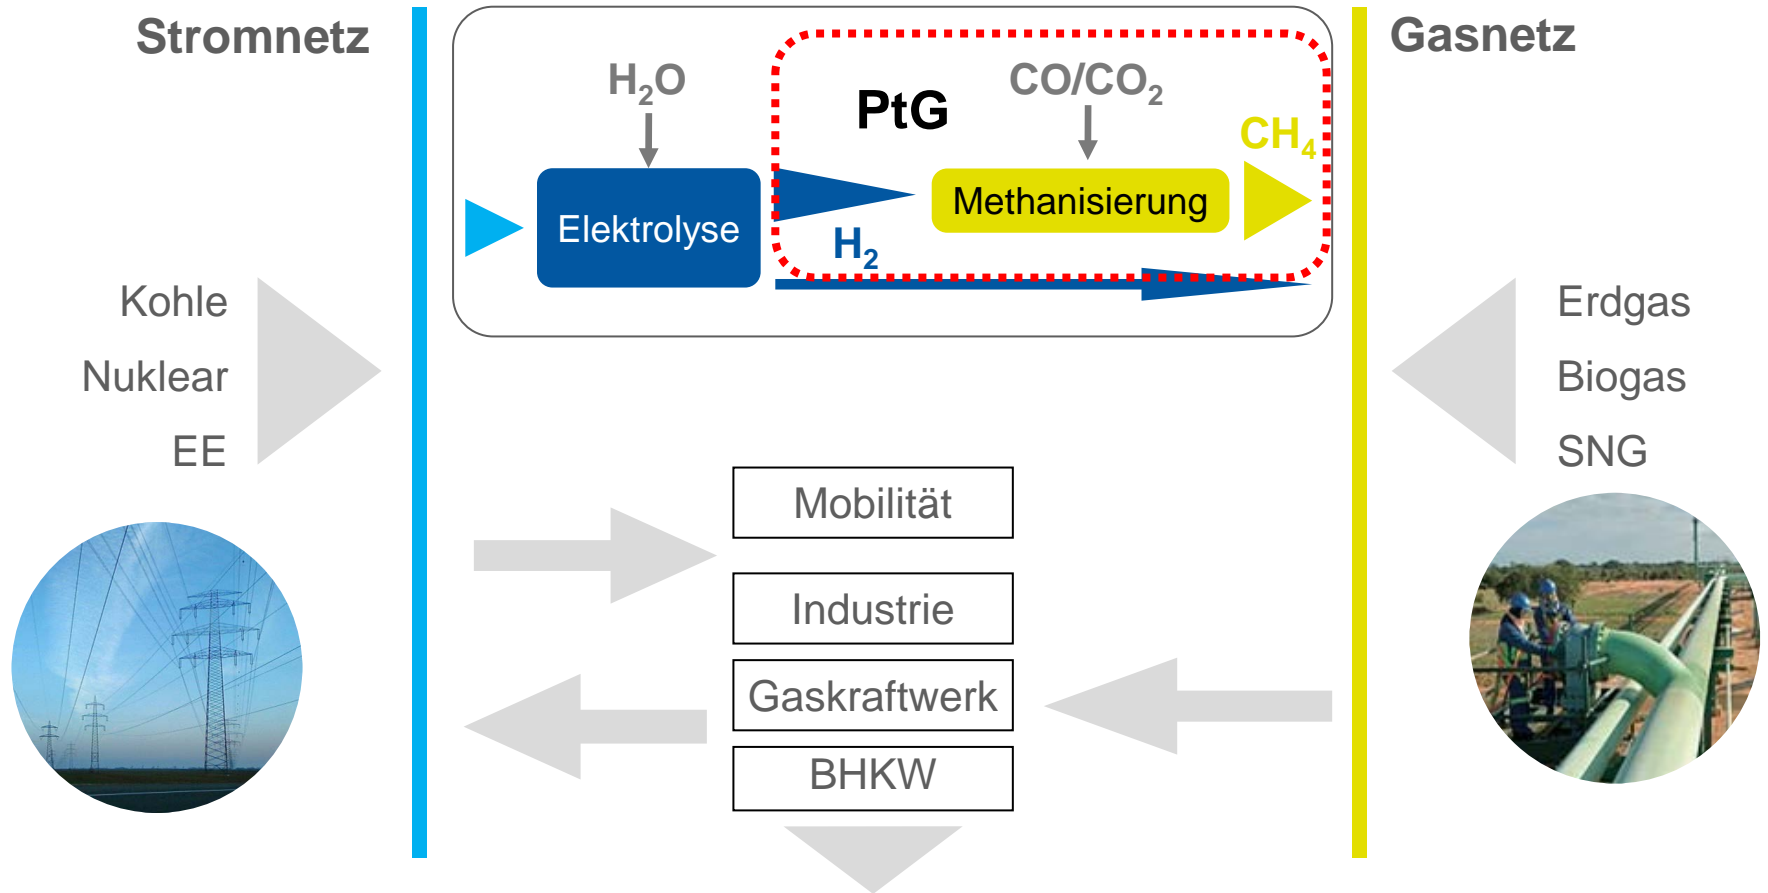 Stromnetz
Gasnetz
H₂O
CO/CO₂
PtG
CH₄
Elektrolyse
Methanisierung
H₂
Kohle
Nuklear
EE
Erdgas
Biogas
SNG
Mobilität
Industrie
Gaskraftwerk
BHKW